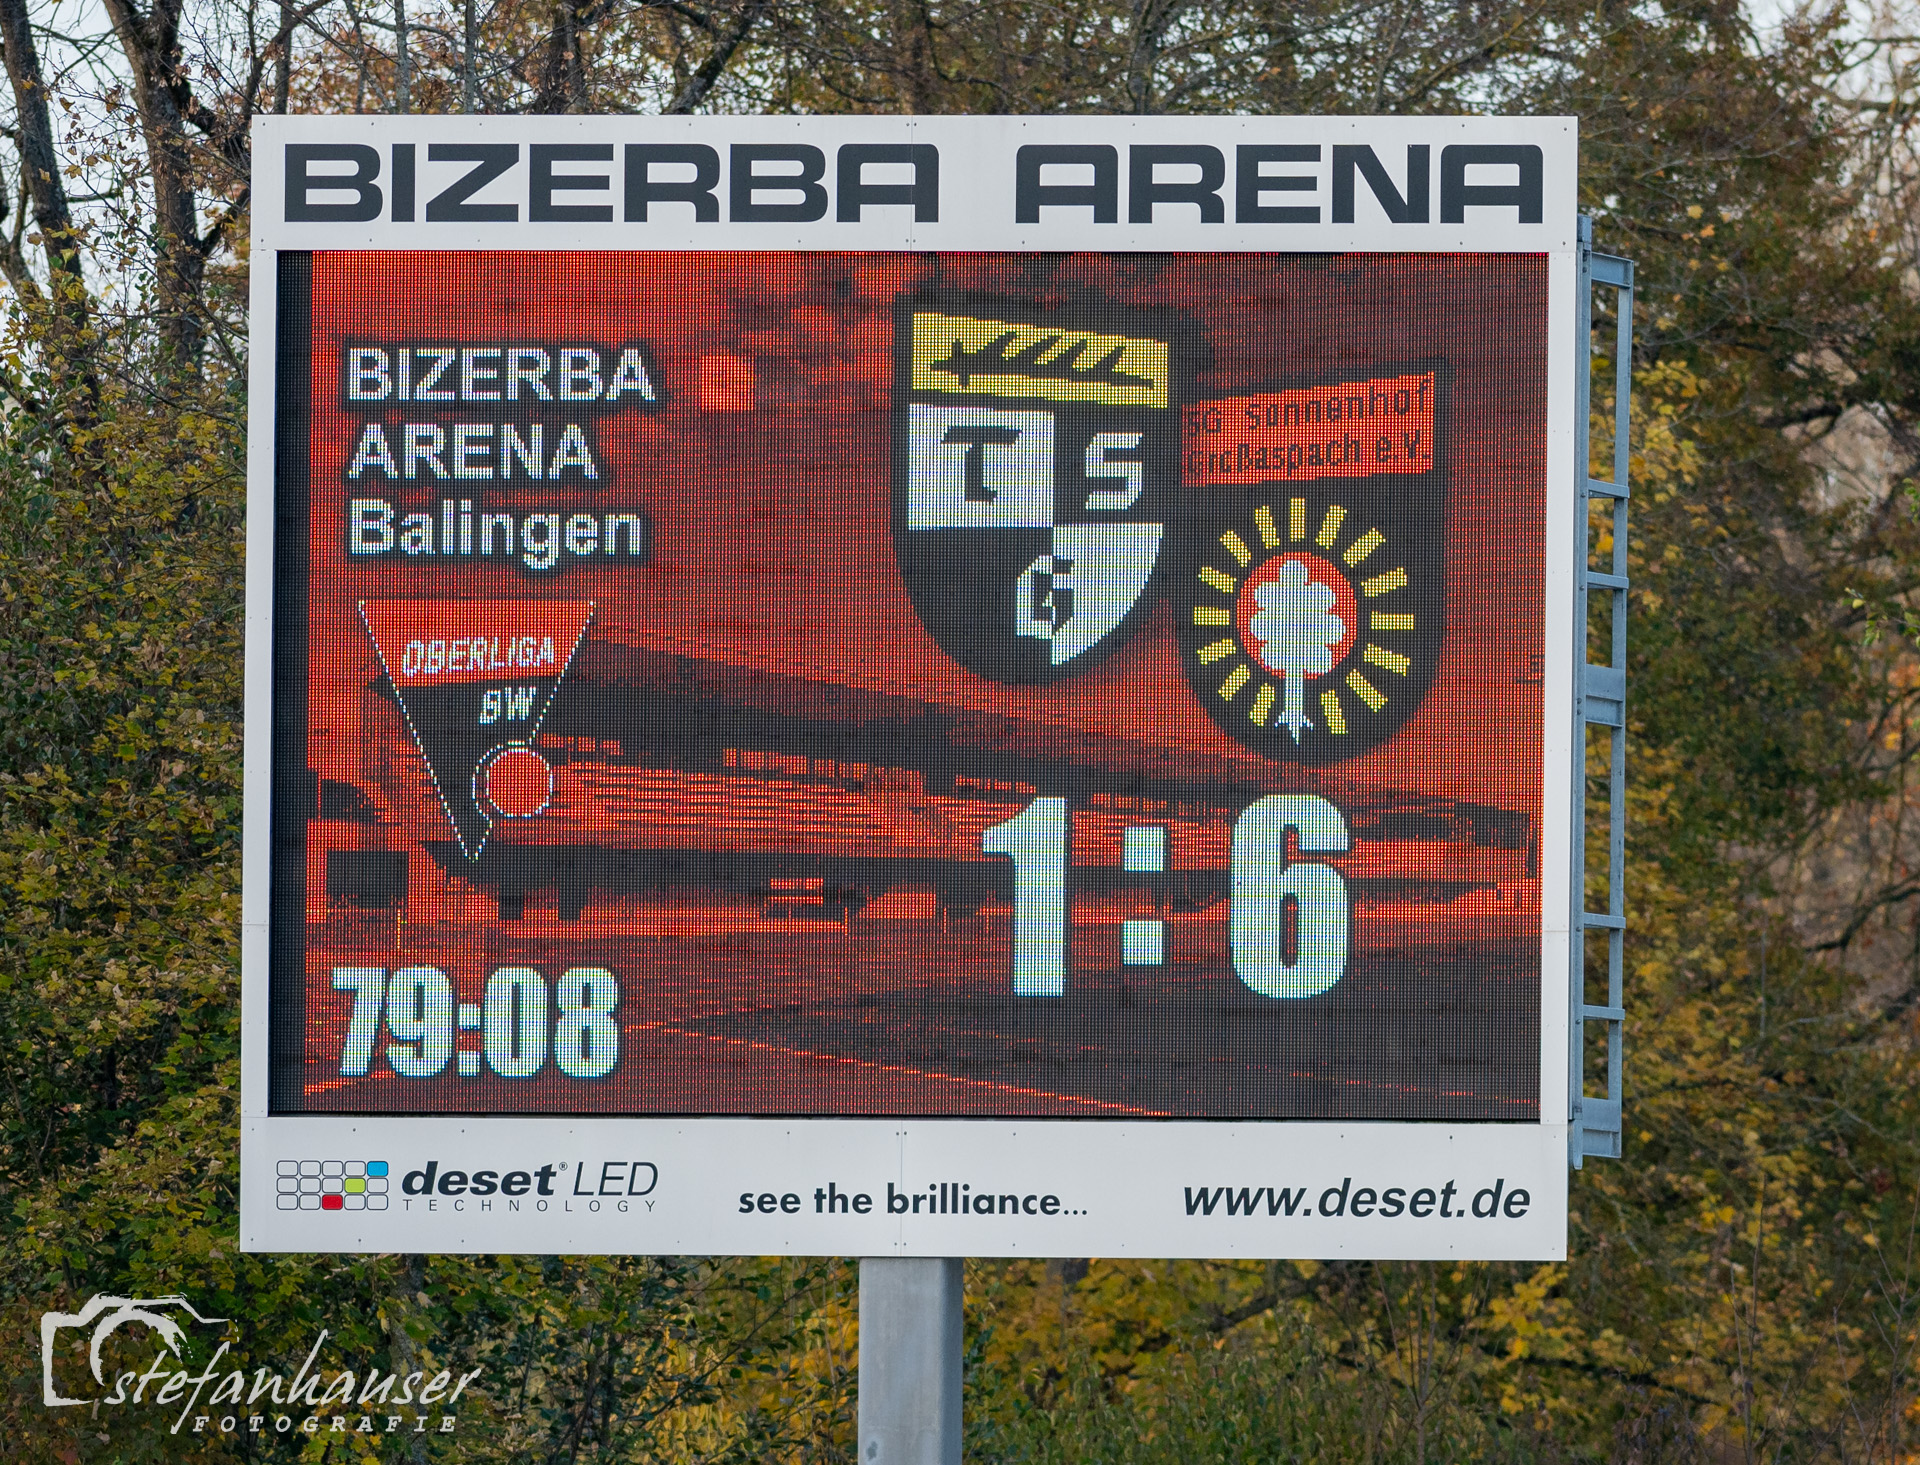 BIZERBA ARENA
BIZERBA
ARENA
Balingen
OBERLIGA
BW
79:08
T S
G
SG Sonnenhof
Großaspach e.V.
1:6
deset® LED
TECHNOLOGY
see the brilliance...
www.deset.de
stefanhauser
FOTOGRAFIE